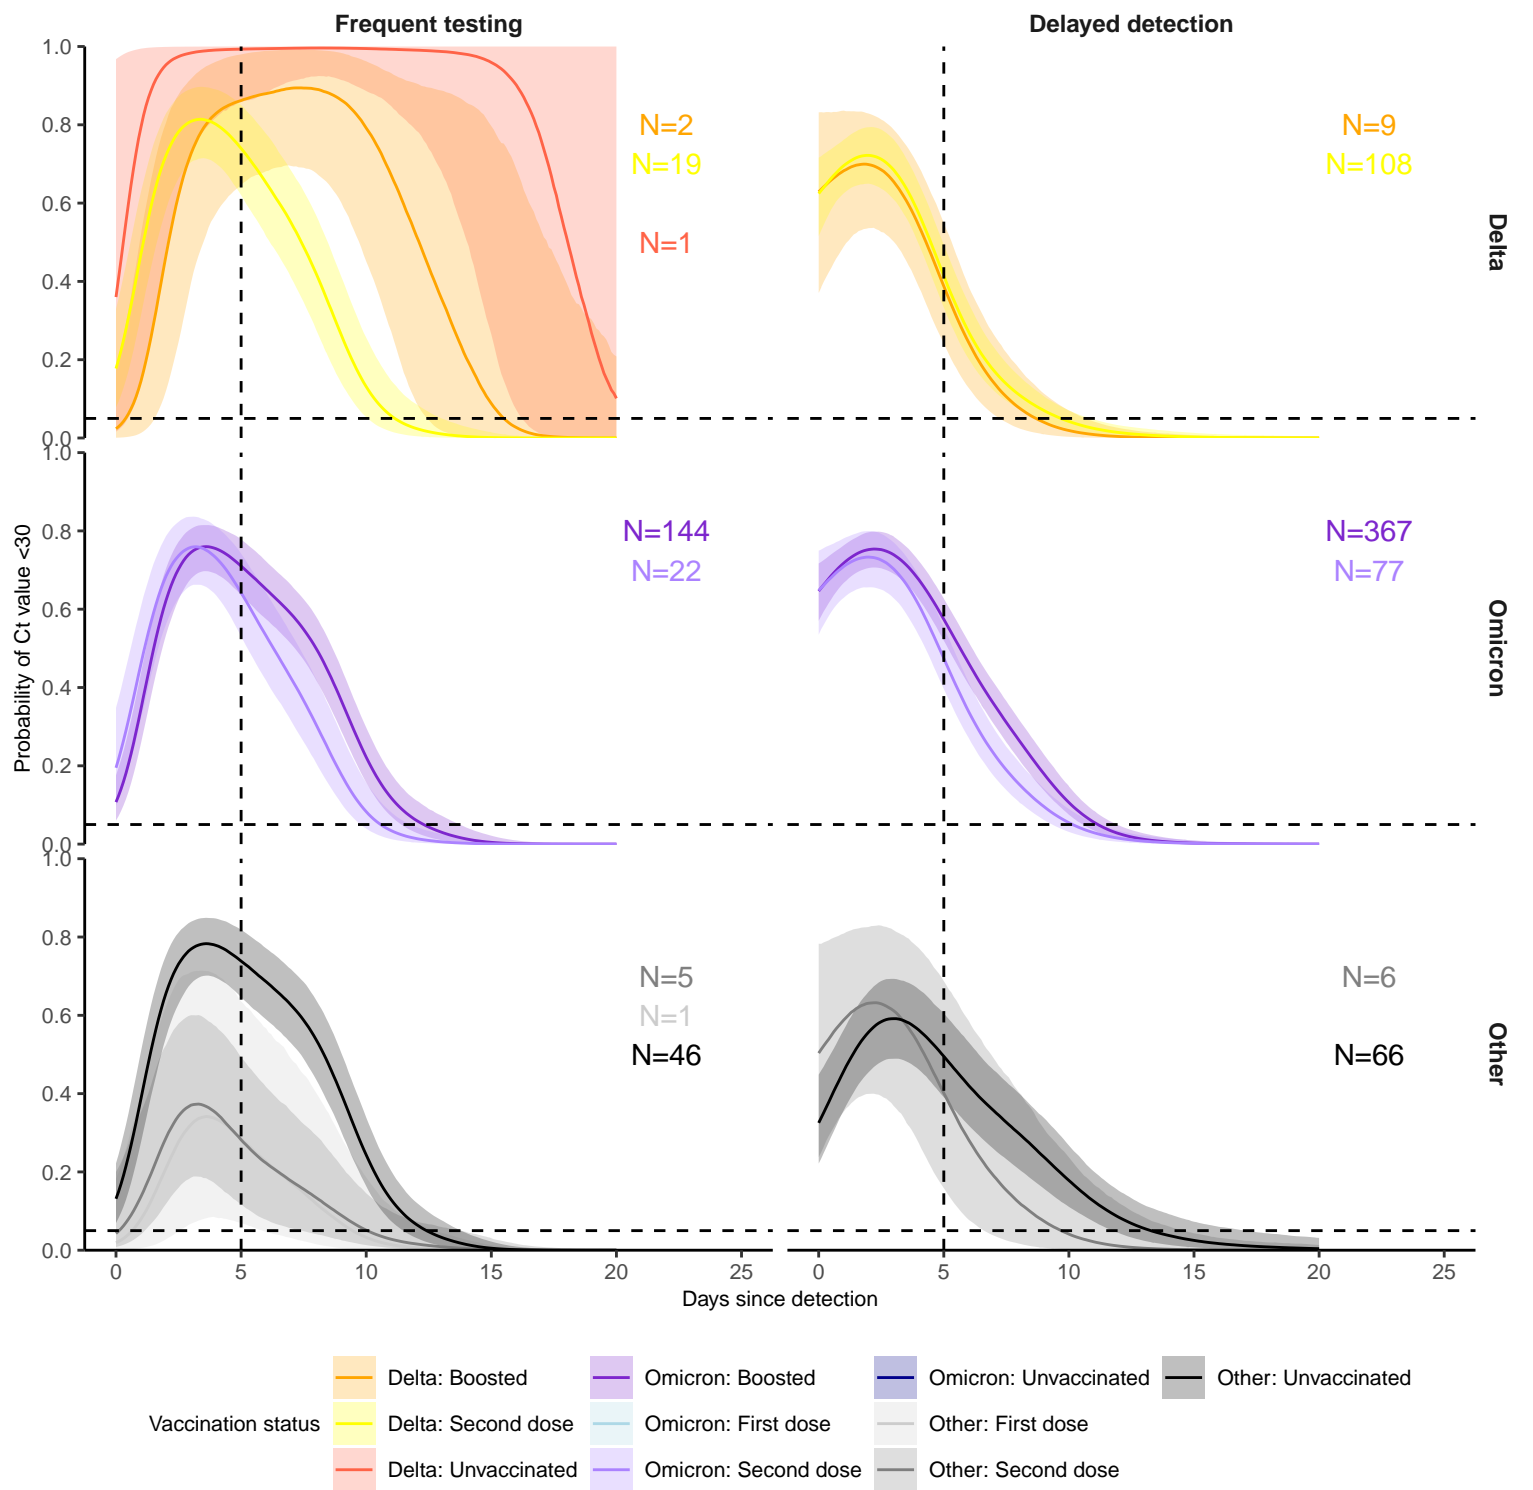 Frequent testing
Delayed detection
1.0
0.8
0.6
0.4
0.2
0.0
N=2
N=19
N=1
N=9
N=108
Delta
1.0
0.8
0.6
0.4
0.2
0.0
N=144
N=22
N=367
N=77
Omicron
Probability of Ct value <30
1.0
0.8
0.6
0.4
0.2
0.0
N=5
N=1
N=46
N=6
N=66
Other
0 5 10 15 20 25
0 5 10 15 20 25
Days since detection
Vaccination status
Delta: Boosted
Delta: Second dose
Delta: Unvaccinated
Omicron: Boosted
Omicron: First dose
Omicron: Second dose
Omicron: Unvaccinated
Other: First dose
Other: Second dose
Other: Unvaccinated